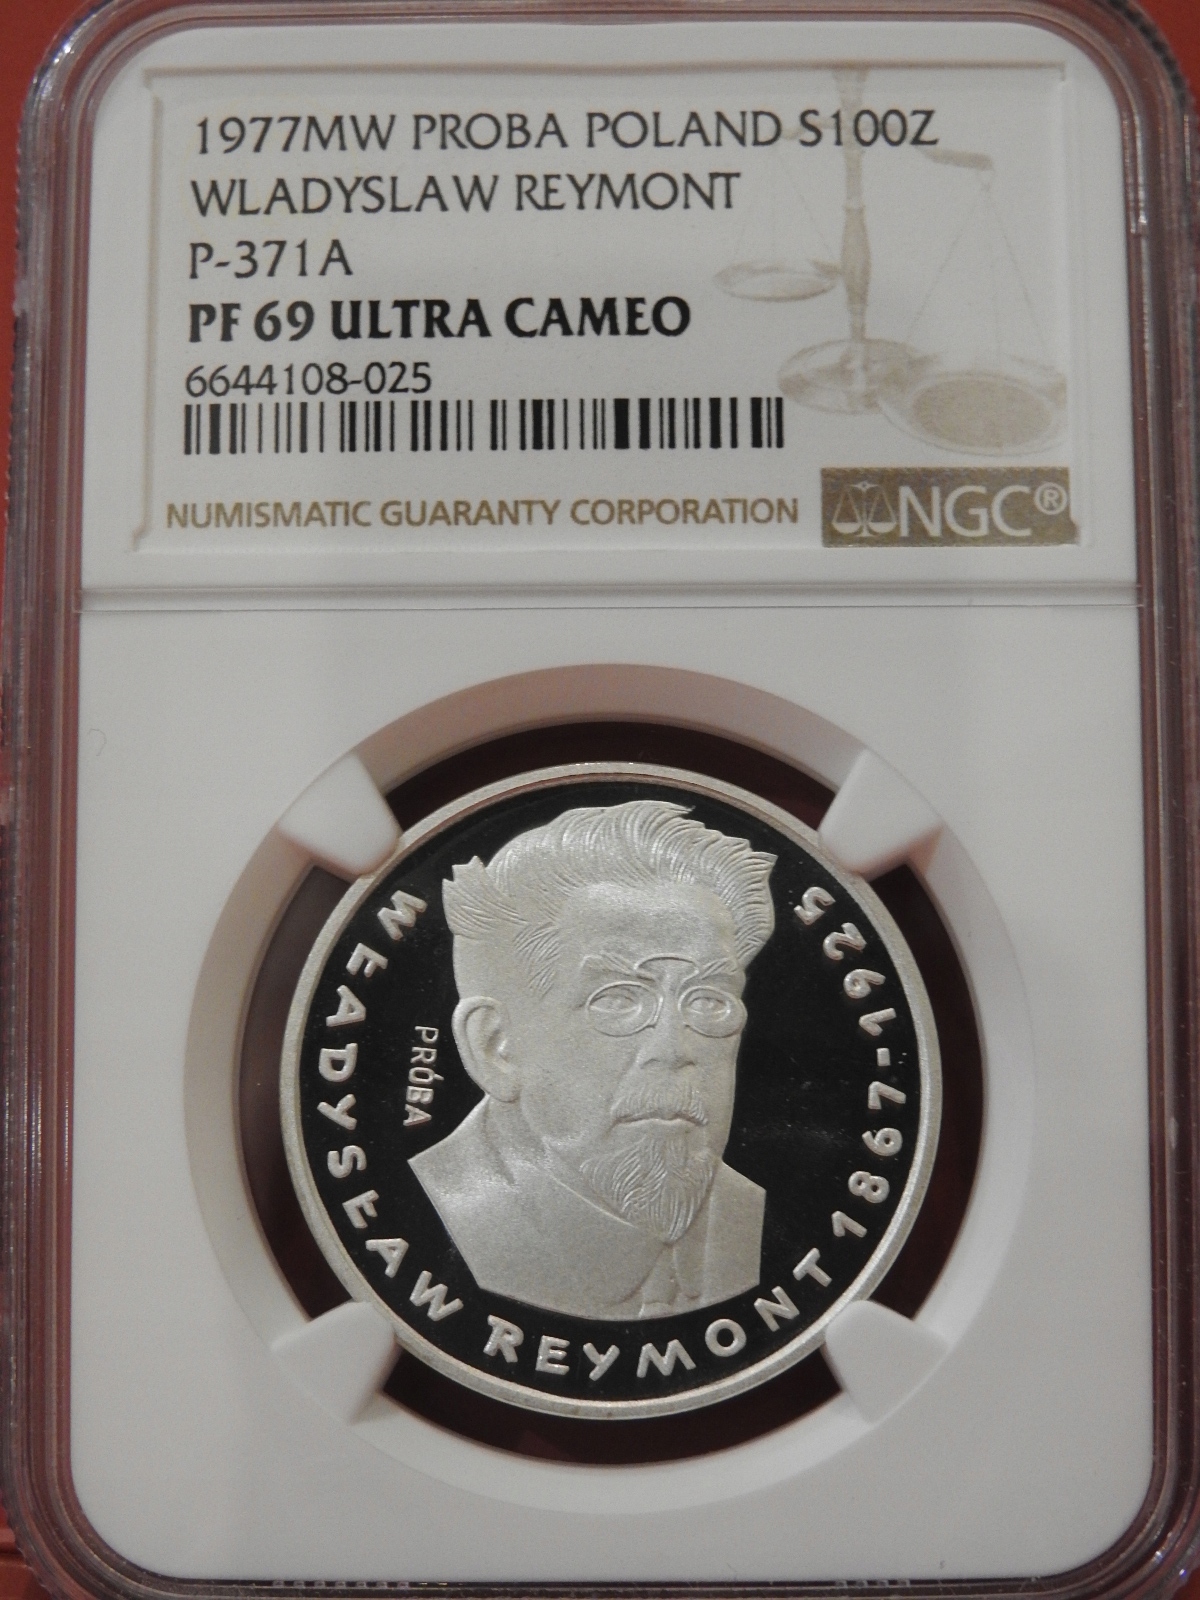 1977MW PROBA POLAND S100Z
WLADYSLAW REYMONT
P-371A
PF 69 ULTRA CAMEO
6644108-025
NUMISMATIC GUARANTY CORPORATION
NGC®
WŁADYSŁAW REYMONT 1867-1925
PRÓBA